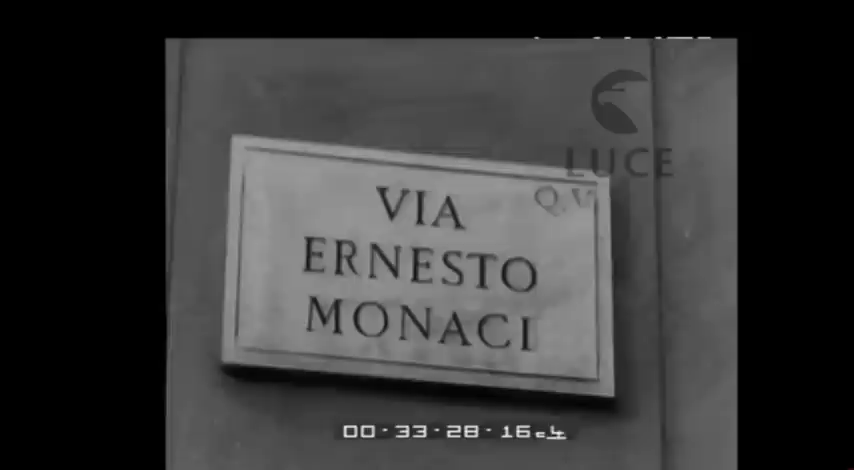 LUCE
Q.V
VIA
ERNESTO
MONACI
00·33·28·16